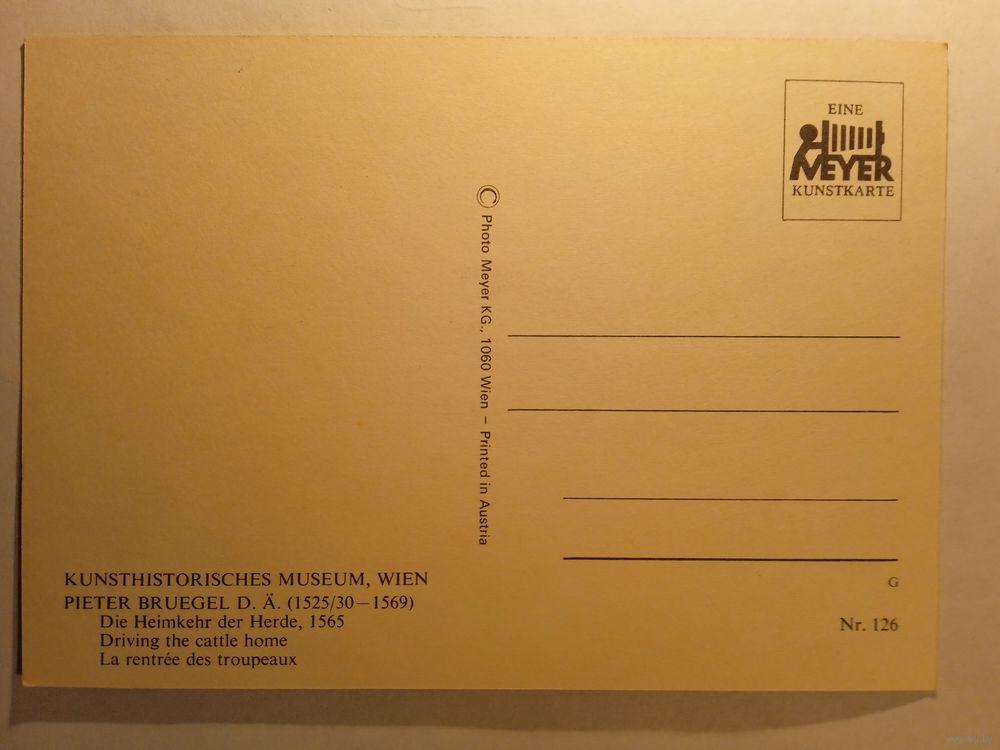 EINE
MEYER
KUNSTKARTE
© Photo Meyer KG., 1060 Wien – Printed in Austria
KUNSTHISTORISCHES MUSEUM, WIEN
PIETER BRUEGEL D. Ä. (1525/30—1569)
Die Heimkehr der Herde, 1565
Driving the cattle home
La rentrée des troupeaux
G
Nr. 126